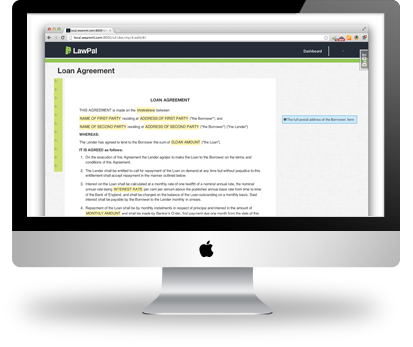 LawPal
Dashboard
Loan Agreement
LOAN AGREEMENT
THIS AGREEMENT is made on the between:
NAME OF FIRST PARTY residing at ADDRESS OF FIRST PARTY ("the Borrower"); and
NAME OF SECOND PARTY residing at ADDRESS OF SECOND PARTY ("the Lender")
The full postal address of the Borrower, here
WHEREAS:
The Lender has agreed to lend to the Borrower the sum of LOAN AMOUNT ("the Loan").
IT IS AGREED as follows:
1. On the execution of this Agreement the Lender agrees to make the Loan to the Borrower on the terms and
conditions of this Agreement.
2. The Lender shall be entitled to call for repayment of the Loan on demand at any time but without prejudice to this
entitlement shall accept repayment in the manner outlined below.
3. Interest on the Loan shall be calculated at a monthly rate of one twelfth of a nominal annual rate, the nominal
annual rate being INTEREST RATE per cent per annum above the published annual base rate from time to time
of the Bank of England, and shall be charged on the balance of the Loan outstanding on a monthly basis. Said
interest shall be payable by the Borrower to the Lender monthly in arrears.
4. Repayment of the Loan shall be by monthly instalments in respect of principal and interest in the amount of
MONTHLY AMOUNT and shall be made by Banker's Order, first payment due one month from the date of this